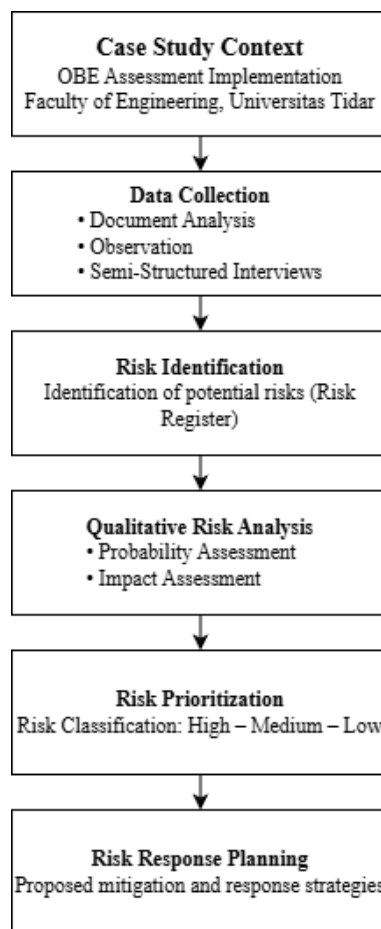 Case Study Context
OBE Assessment Implementation
Faculty of Engineering, Universitas Tidar
Data Collection
• Document Analysis
• Observation
• Semi-Structured Interviews
Risk Identification
Identification of potential risks (Risk
Register)
Qualitative Risk Analysis
• Probability Assessment
• Impact Assessment
Risk Prioritization
Risk Classification: High – Medium – Low
Risk Response Planning
Proposed mitigation and response strategies